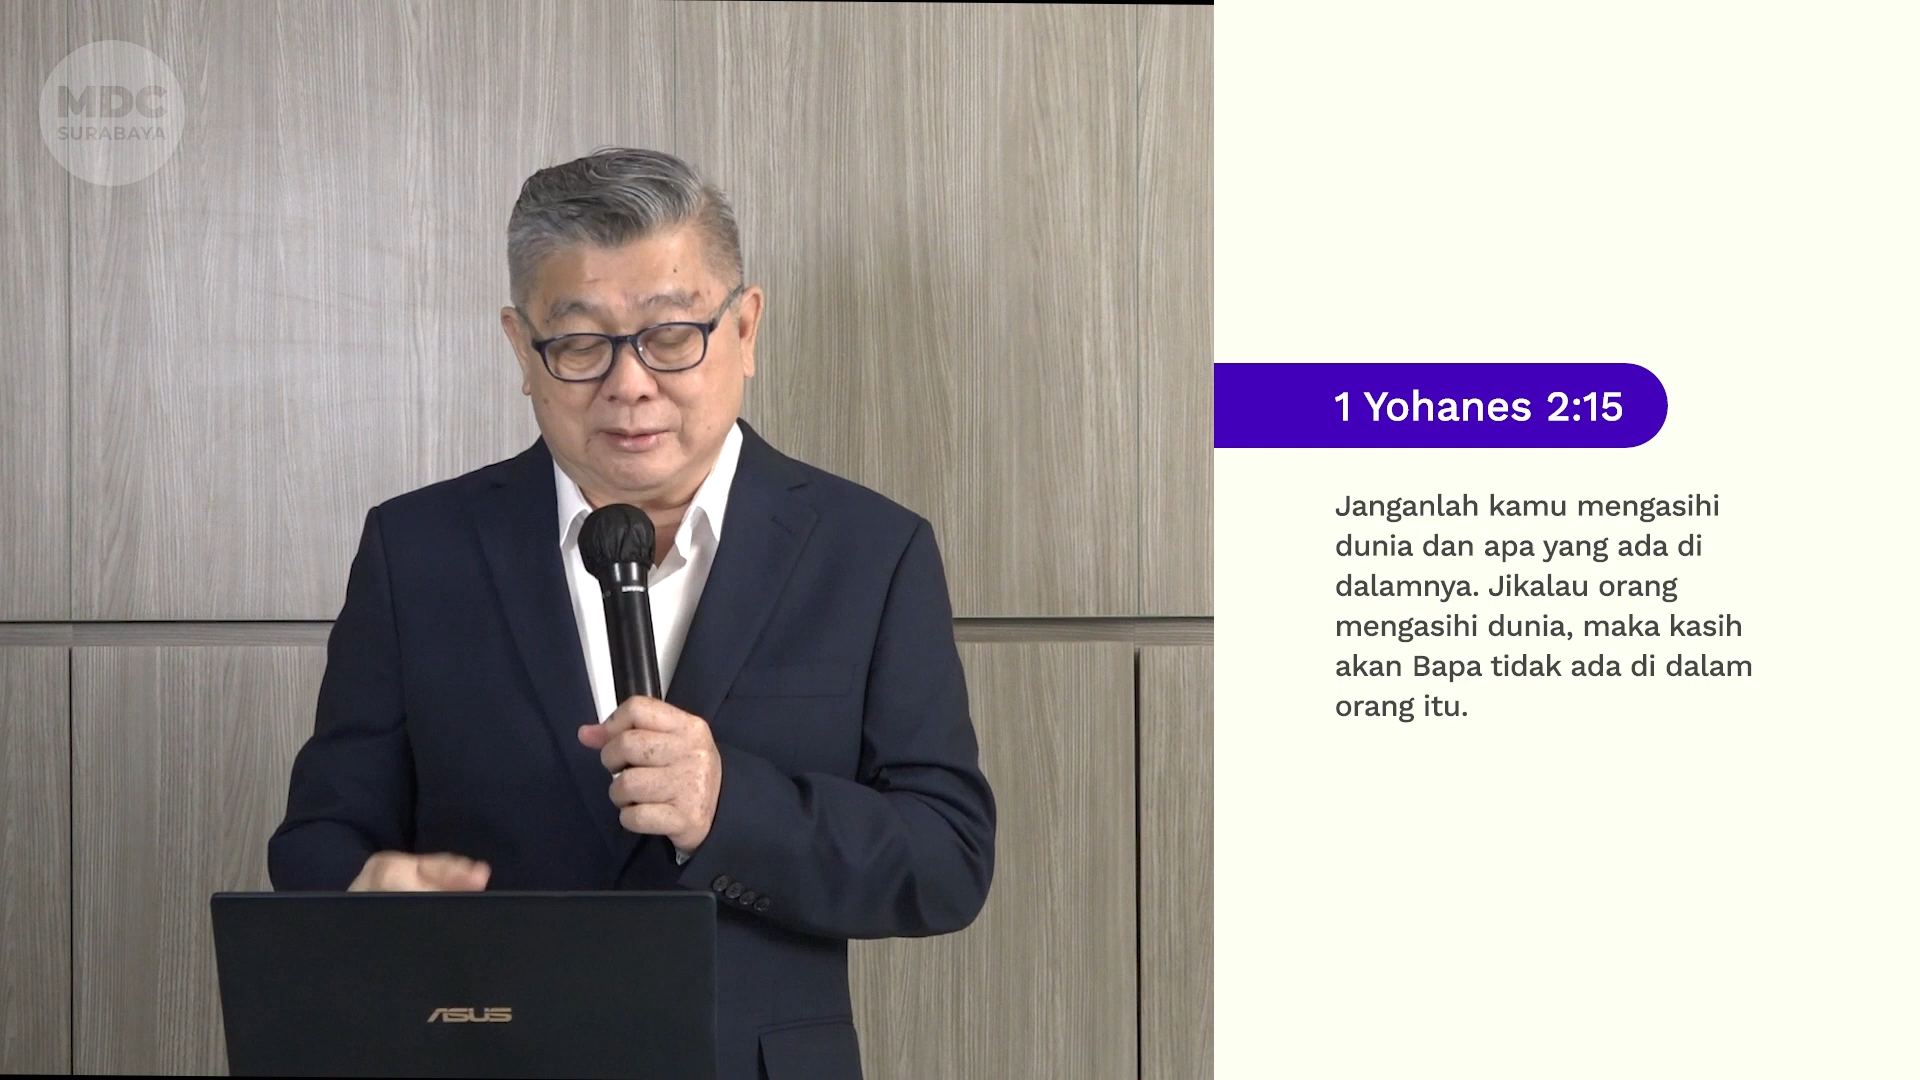 MDC
SURABAYA
1 Yohanes 2:15
Janganlah kamu mengasihi
dunia dan apa yang ada di
dalamnya. Jikalau orang
mengasihi dunia, maka kasih
akan Bapa tidak ada di dalam
orang itu.
SHURE
ASUS